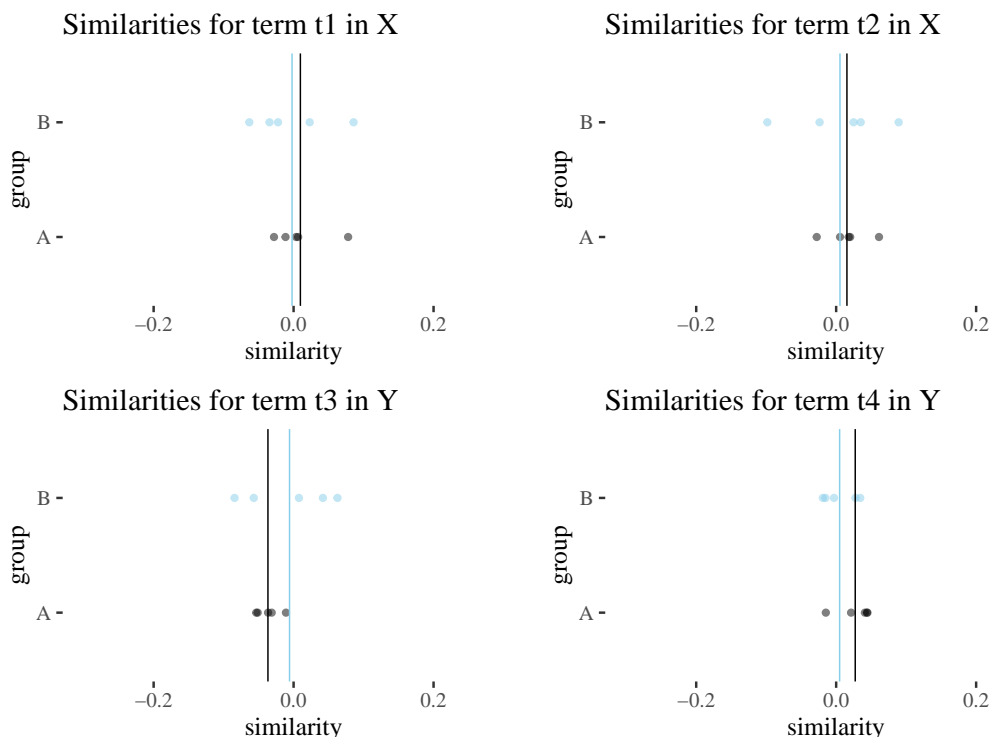 Similarities for term t1 in X
B
A
group
−0.2
0.0
0.2
similarity
Similarities for term t2 in X
B
A
group
−0.2
0.0
0.2
similarity
Similarities for term t3 in Y
B
A
group
−0.2
0.0
0.2
similarity
Similarities for term t4 in Y
B
A
group
−0.2
0.0
0.2
similarity